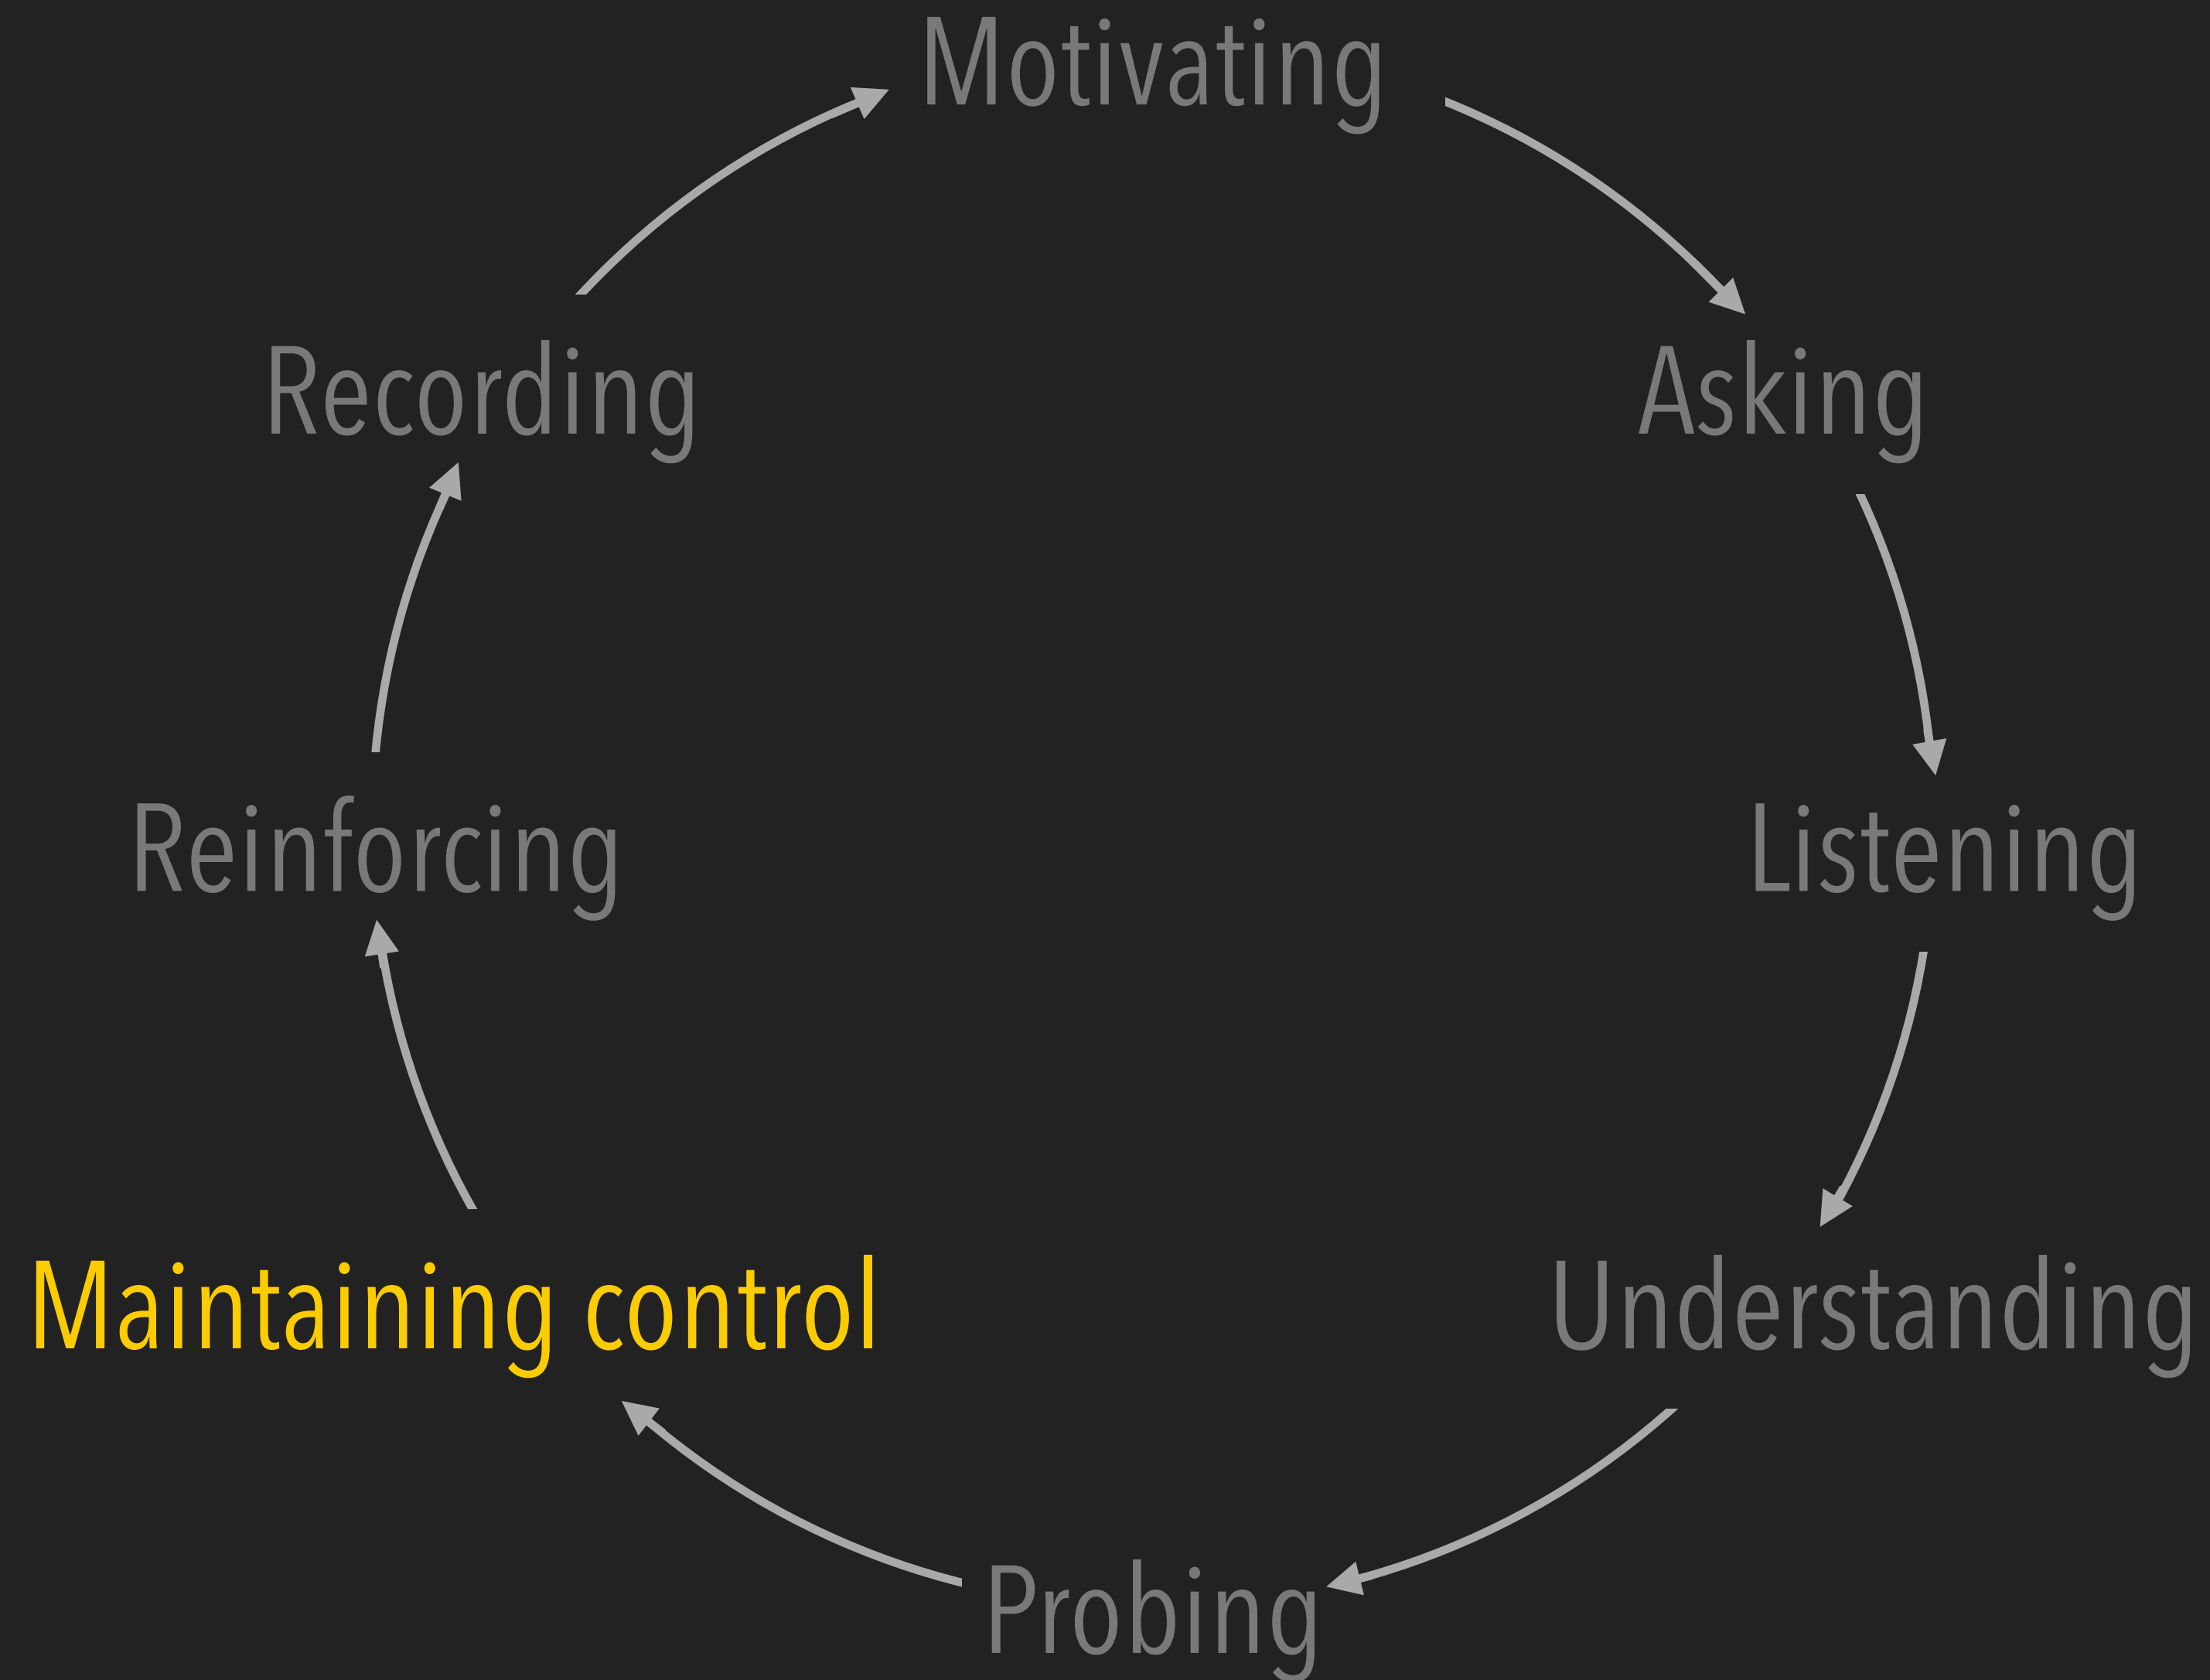 Motivating
Asking
Listening
Understanding
Probing
Maintaining control
Reinforcing
Recording